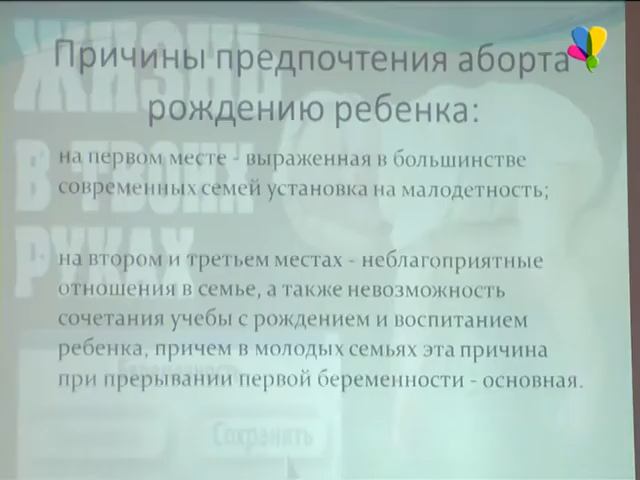 Причины предпочтения аборта
рождению ребенка:
на первом месте - выраженная в большинстве
современных семей установка на малодетность;
на втором и третьем местах - неблагоприятные
отношения в семье, а также невозможность
сочетания учебы с рождением и воспитанием
ребенка, причем в молодых семьях эта причина
при прерывании первой беременности - основная.
ЖИЗНЬ
В ТВОИХ
РУКАХ
Сохранить